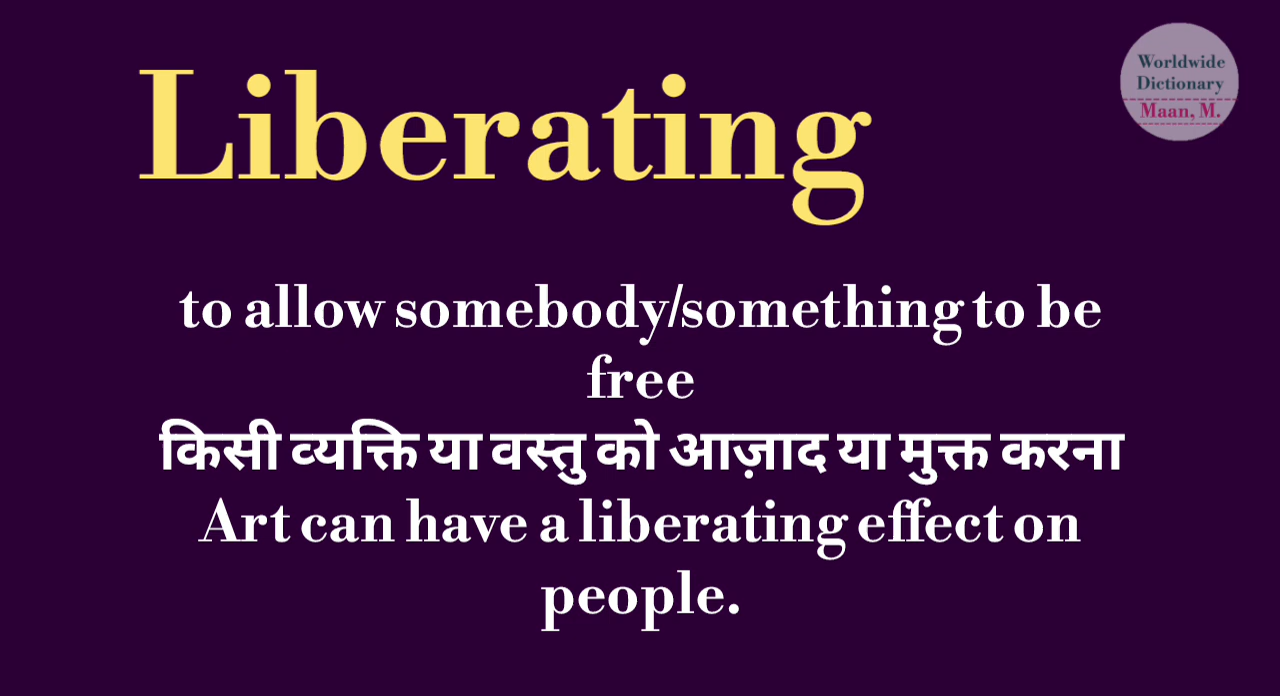 Liberating
Worldwide
Dictionary
Maan, M.
to allow somebody/something to be
free
किसी व्यक्ति या वस्तु को आज़ाद या मुक्त करना
Art can have a liberating effect on
people.